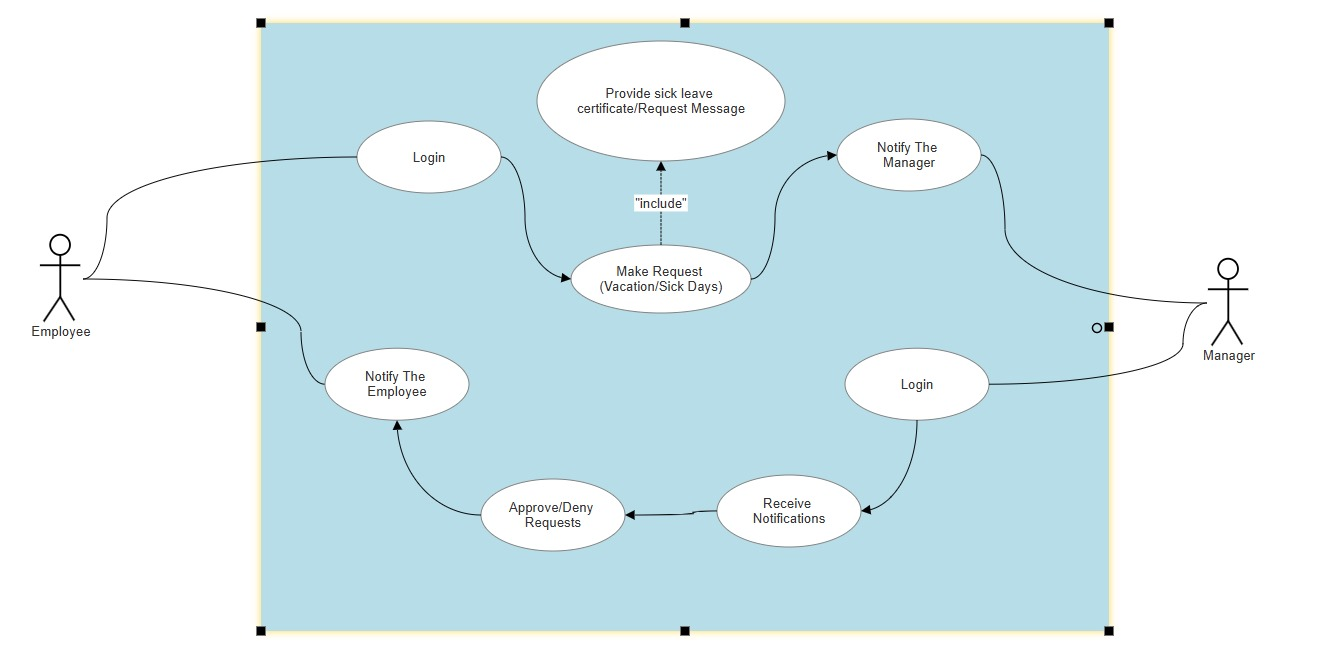 Provide sick leave
certificate/Request Message
Login
Notify The
Manager
"include"
Make Request
(Vacation/Sick Days)
Employee
Manager
Notify The
Employee
Login
Approve/Deny
Requests
Receive
Notifications